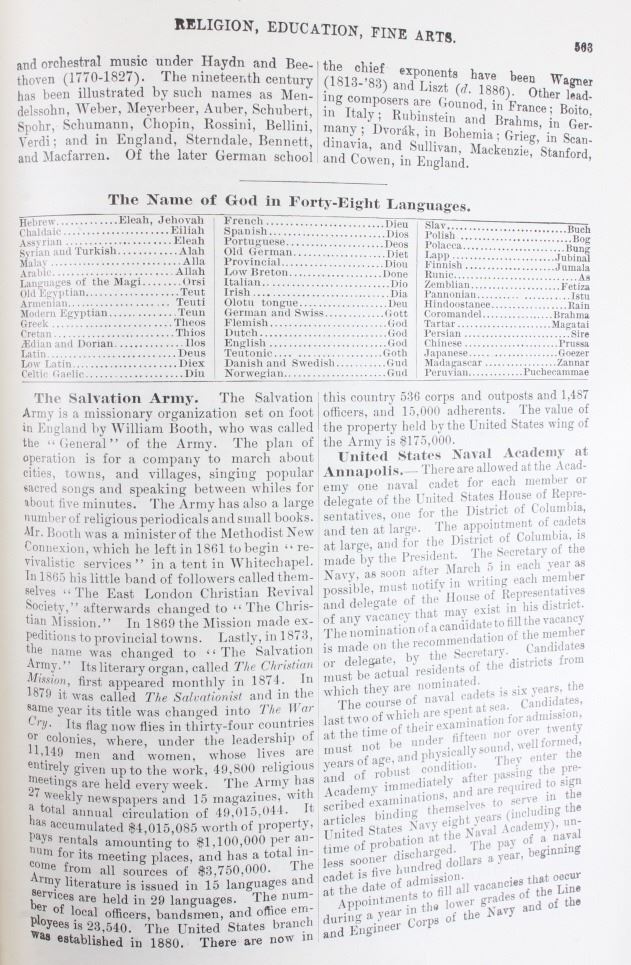 RELIGION, EDUCATION, FINE ARTS.
563
and orchestral music under Haydn and Bee-
thoven (1770-1827). The nineteenth century
has been illustrated by such names as Men-
delssohn, Weber, Meyerbeer, Auber, Schubert,
Spohr, Schumann, Chopin, Rossini, Bellini,
Verdi; and in England, Sterndale, Bennett,
and Macfarren. Of the later German school
the chief exponents have been Wagner
(1813-'83) and Liszt (d. 1886). Other lead-
ing composers are Gounod, in France; Boito,
in Italy; Rubinstein and Brahms, in Ger-
many; Dvorák, in Bohemia; Grieg, in Scan-
dinavia, and Sullivan, Mackenzie, Stanford,
and Cowen, in England.
The Name of God in Forty-Eight Languages.
Hebrew.............Eleah, Jehovah
Chaldaic.......................Eiliah
Assyrian.......................Eleah
Syrian and Turkish.............Alah
Malay..........................Alla
Arabic.........................Allah
Languages of the Magi..........Orsi
Old Egyptian...................Teut
Armenian.......................Teuti
Modern Egyptian................Teun
Greek..........................Theos
Cretan.........................Thios
Ædian and Dorian...............Ilos
Latin..........................Deus
Low Latin......................Diex
Celtic Gaelic..................Diu
French.........................Dieu
Spanish........................Dios
Portuguese.....................Deos
Old German.....................Diet
Provincial.....................Diou
Low Breton.....................Done
Italian........................Dio
Irish..........................Dia
Olotu tongue...................Deu
German and Swiss...............Gott
Flemish........................God
Dutch..........................God
English........................God
Teutonic.......................Goth
Danish and Swedish.............Gud
Norwegian......................Gud
Slav...........................Buch
Polish.........................Bog
Polacca........................Bung
Lapp...........................Jubinal
Finnish........................Jumala
Runic..........................As
Zemblian.......................Fetiza
Pannonian......................Istu
Hindoostanee...................Rain
Coromandel.....................Brahma
Tartar.........................Magatai
Persian........................Sire
Chinese........................Prussa
Japanese.......................Goezer
Madagascar.....................Zannar
Peruvian.......................Puchecammae
The Salvation Army. The Salvation
Army is a missionary organization set on foot
in England by William Booth, who was called
the "General" of the Army. The plan of
operation is for a company to march about
cities, towns, and villages, singing popular
sacred songs and speaking between whiles for
about five minutes. The Army has also a large
number of religious periodicals and small books.
Mr. Booth was a minister of the Methodist New
Connexion, which he left in 1861 to begin "re-
vivalistic services" in a tent in Whitechapel.
In 1865 his little band of followers called them-
selves "The East London Christian Revival
Society," afterwards changed to "The Chris-
tian Mission." In 1869 the Mission made ex-
peditions to provincial towns. Lastly, in 1873,
the name was changed to "The Salvation
Army." Its literary organ, called The Christian
Mission, first appeared monthly in 1874. In
1879 it was called The Salvationist and in the
same year its title was changed into The War
Cry. Its flag now flies in thirty-four countries
or colonies, where, under the leadership of
11,149 men and women, whose lives are
entirely given up to the work, 49,800 religious
meetings are held every week. The Army has
27 weekly newspapers and 15 magazines, with
a total annual circulation of 49,015,044. It
has accumulated $4,015,085 worth of property,
pays rentals amounting to $1,100,000 per an-
num for its meeting places, and has a total in-
come from all sources of $3,750,000. The
Army literature is issued in 15 languages and
services are held in 29 languages. The num-
ber of local officers, bandsmen, and office em-
ployees is 23,540. The United States branch
was established in 1880. There are now in
this country 536 corps and outposts and 1,487
officers, and 15,000 adherents. The value of
the property held by the United States wing of
the Army is $175,000.
United States Naval Academy at
Annapolis.—There are allowed at the Acad-
emy one naval cadet for each member or
delegate of the United States House of Repre-
sentatives, one for the District of Columbia,
and ten at large. The appointment of cadets
at large, and for the District of Columbia, is
made by the President. The Secretary of the
Navy, as soon after March 5 in each year as
possible, must notify in writing each member
and delegate of the House of Representatives
of any vacancy that may exist in his district.
The nomination of a candidate to fill the vacancy
is made on the recommendation of the member
or delegate, by the Secretary. Candidates
must be actual residents of the districts from
which they are nominated.
The course of naval cadets is six years, the
last two of which are spent at sea. Candidates,
at the time of their examination for admission,
must not be under fifteen nor over twenty
years of age, and physically sound, well formed,
and of robust condition. They enter the
Academy immediately after passing the pre-
scribed examinations, and are required to sign
articles binding themselves to serve in the
United States Navy eight years (including the
time of probation at the Naval Academy), un-
less sooner discharged. The pay of a naval
cadet is five hundred dollars a year, beginning
at the date of admission.
Appointments to fill all vacancies that occur
during a year in the lower grades of the Line
and Engineer Corps of the Navy and of the